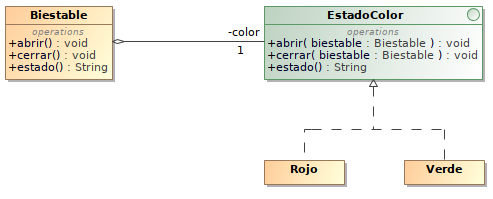 Biestable
operations
+abrir() : void
+cerrar() : void
+estado() : String
-color
1
EstadoColor
operations
+abrir( biestable : Biestable ) : void
+cerrar( biestable : Biestable ) : void
+estado() : String
Rojo
Verde